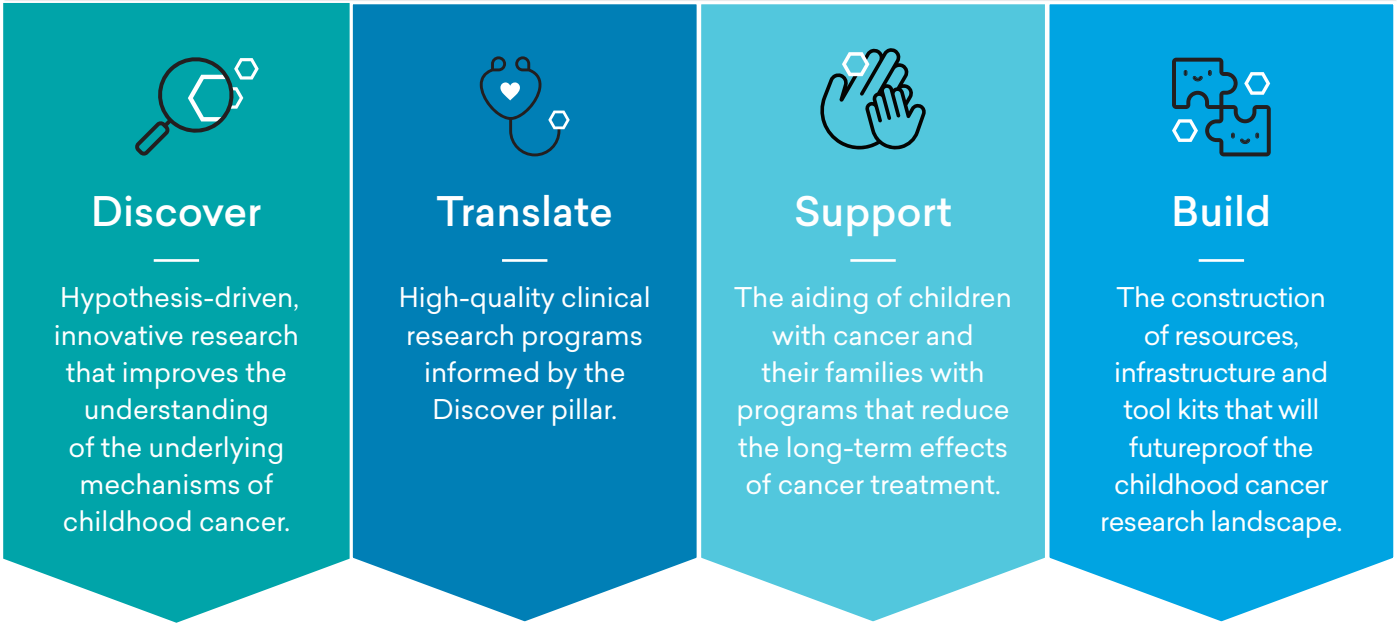 Discover
Hypothesis-driven,
innovative research
that improves the
understanding
of the underlying
mechanisms of
childhood cancer.
Translate
High-quality clinical
research programs
informed by the
Discover pillar.
Support
The aiding of children
with cancer and
their families with
programs that reduce
the long-term effects
of cancer treatment.
Build
The construction
of resources,
infrastructure and
tool kits that will
futureproof the
childhood cancer
research landscape.